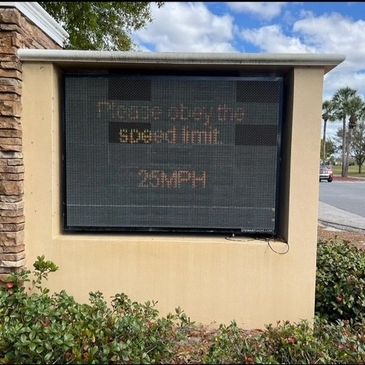 Please obey the
speed limit
25MPH